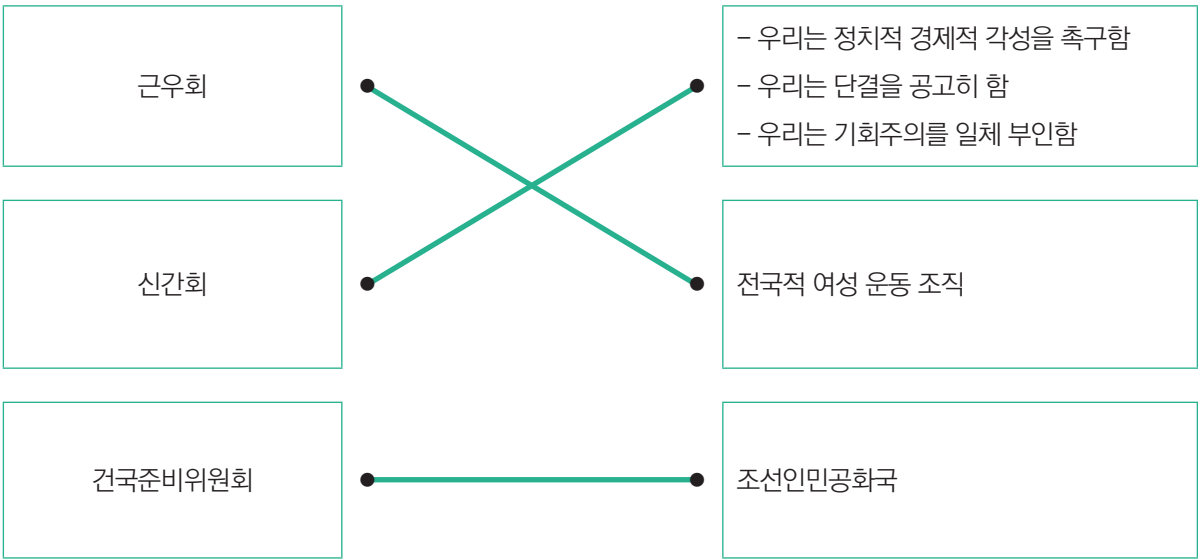 근우회
– 우리는 정치적 경제적 각성을 촉구함
– 우리는 단결을 공고히 함
– 우리는 기회주의를 일체 부인함
신간회
전국적 여성 운동 조직
건국준비위원회
조선인민공화국